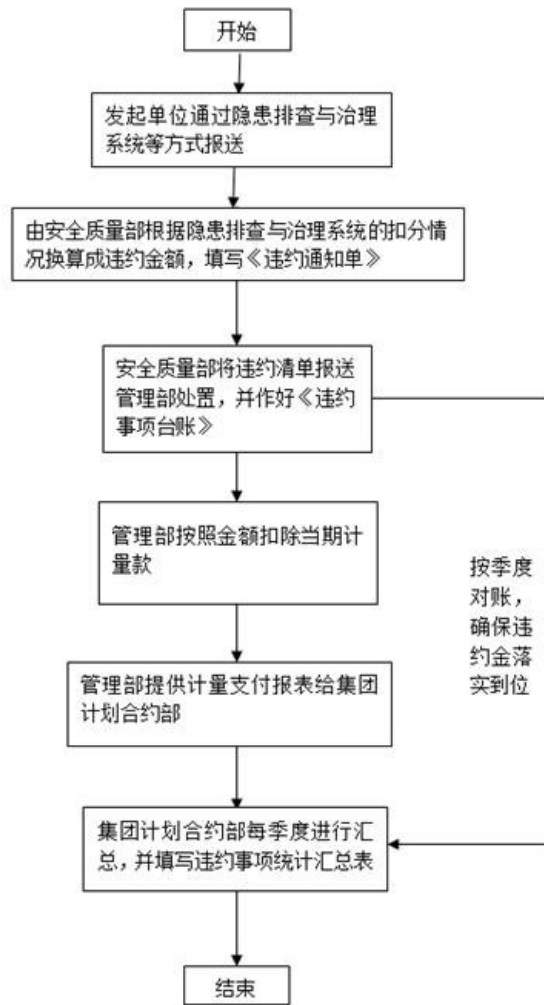 开始
发起单位通过隐患排查与治理
系统等方式报送
由安全质量部根据隐患排查与治理系统的扣分情
况换算成违约金额，填写《违约通知单》
安全质量部将违约清单报送
管理部处置，并作好《违约
事项台账》
管理部按照金额扣除当期计
量款
按季度
对账，
确保违
约金落
实到位
管理部提供计量支付报表给集团
计划合约部
集团计划合约部每季度进行汇
总，并填写违约事项统计汇总表
结束